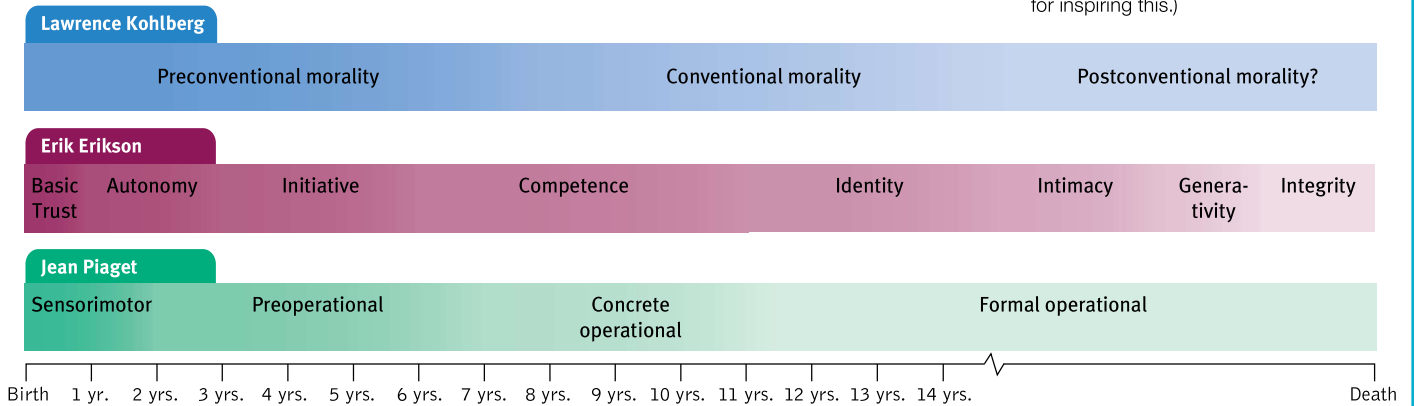 for inspiring this.)
Lawrence Kohlberg
Preconventional morality Conventional morality Postconventional morality?
Erik Erikson
Basic Autonomy Initiative Competence Identity Intimacy Genera- Integrity
Trust tivity
Jean Piaget
Sensorimotor Preoperational Concrete Formal operational
operational
Birth 1 yr. 2 yrs. 3 yrs. 4 yrs. 5 yrs. 6 yrs. 7 yrs. 8 yrs. 9 yrs. 10 yrs. 11 yrs. 12 yrs. 13 yrs. 14 yrs. Death